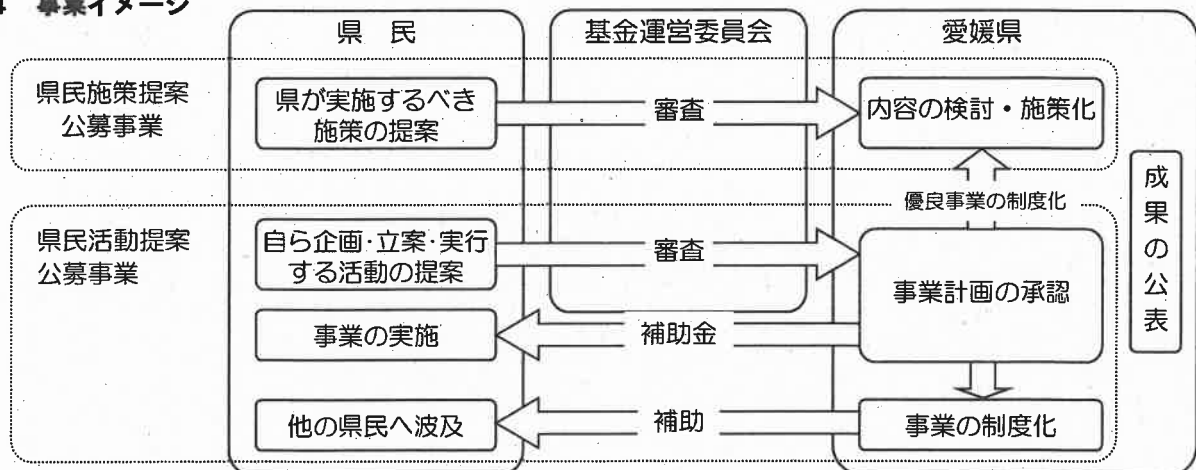 4 事業イメージ
県 民
基金運営委員会
愛媛県
県民施策提案
公募事業
県が実施するべき
施策の提案
審査
内容の検討・施策化
優良事業の制度化
県民活動提案
公募事業
自ら企画・立案・実行
する活動の提案
審査
事業計画の承認
事業の実施
補助金
他の県民へ波及
補助
事業の制度化
成果の公表